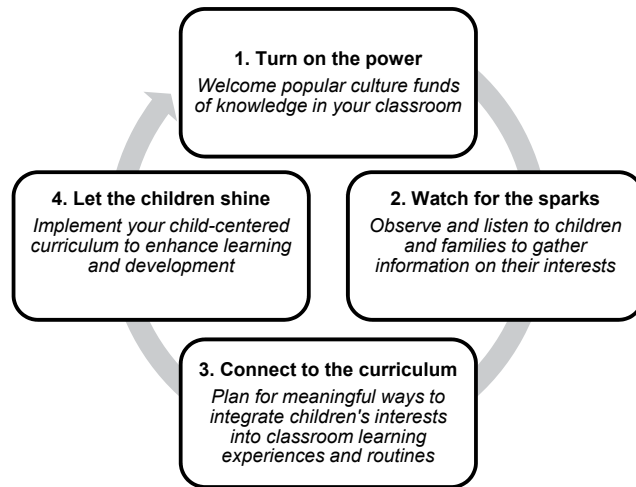 1. Turn on the power
Welcome popular culture funds
of knowledge in your classroom
2. Watch for the sparks
Observe and listen to children
and families to gather
information on their interests
3. Connect to the curriculum
Plan for meaningful ways to
integrate children's interests
into classroom learning
experiences and routines
4. Let the children shine
Implement your child-centered
curriculum to enhance learning
and development